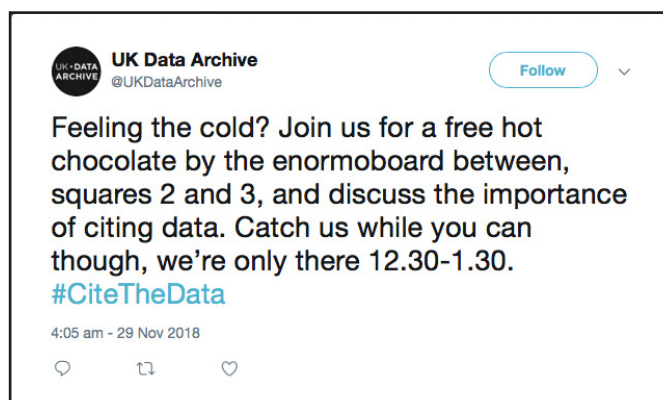 UK Data Archive
@UKDataArchive
UK•DATA
ARCHIVE
Follow
Feeling the cold? Join us for a free hot
chocolate by the enormoboard between,
squares 2 and 3, and discuss the importance
of citing data. Catch us while you can
though, we're only there 12.30-1.30.
#CiteTheData
4:05 am - 29 Nov 2018